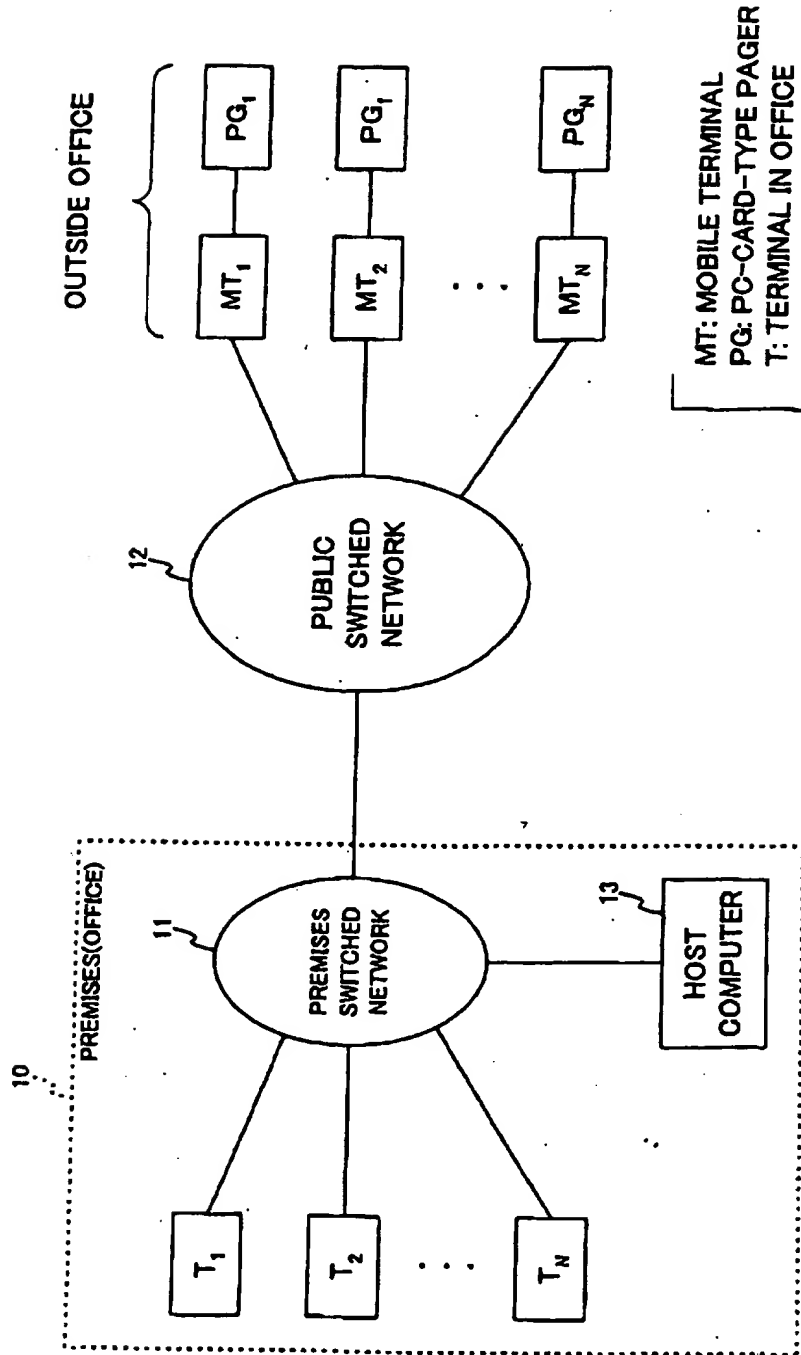 10
PREMISES(OFFICE)
T1
T2
TN
11
PREMISES
SWITCHED
NETWORK
13
HOST
COMPUTER
12
PUBLIC
SWITCHED
NETWORK
OUTSIDE OFFICE
MT1
PG1
MT2
PG1
MTN
PGN
MT: MOBILE TERMINAL
PG: PC-CARD-TYPE PAGER
T: TERMINAL IN OFFICE